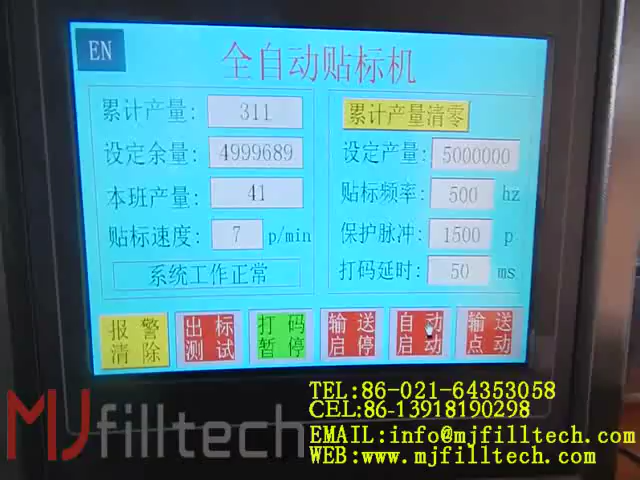 EN
全自动贴标机
累计产量: 311
累计产量清零
设定余量: 4999689
设定产量: 5000000
本班产量: 41
贴标频率: 500 hz
贴标速度: 7 p/min
保护脉冲: 1500 p
系统工作正常
打码延时: 50 ms
报警清除
出标测试
打码暂停
输送启停
自动启动
输送点动
MJfilltech
TEL:86-021-64353058
CEL:86-13918190298
EMAIL:info@mjfilltech.com
WEB:www.mjfilltech.com